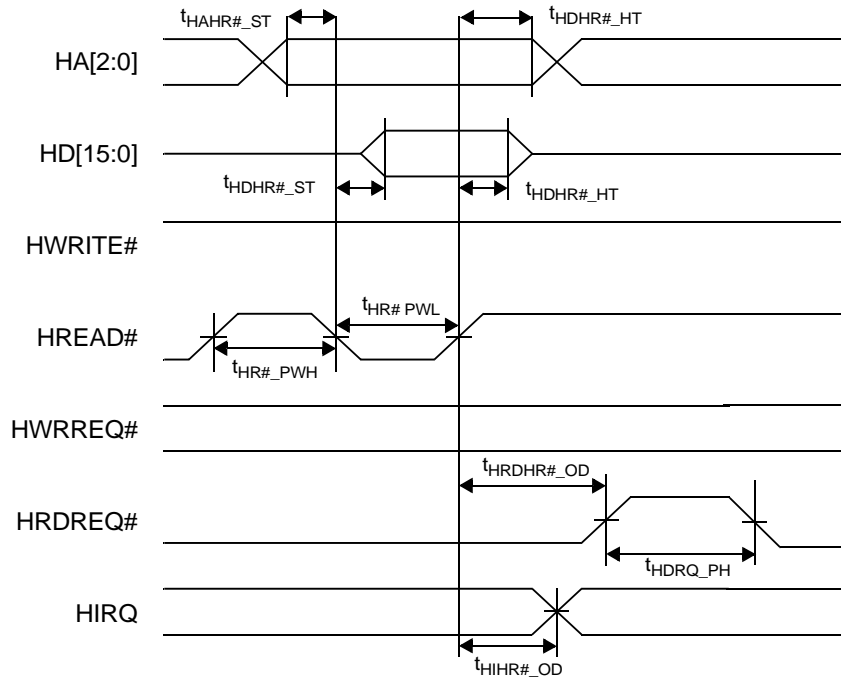 tHAHR#_ST
tHDHR#_HT
HA[2:0]
HD[15:0]
tHDHR#_ST
tHDHR#_HT
HWRITE#
tHR# PWL
HREAD#
tHR#_PWH
HWRREQ#
tHRDHR#_OD
HRDREQ#
tHDRQ_PH
HIRQ
tHIHR#_OD